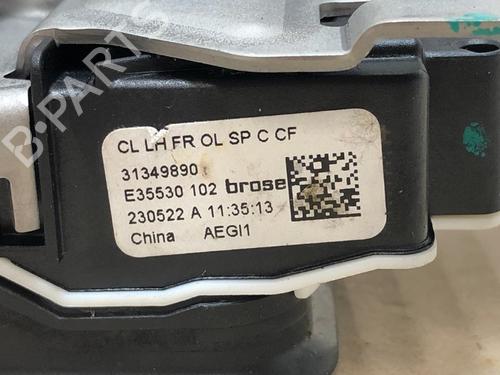 B-PARTS
CL LH FR OL SP C CF
31349890
E35530 102 brose
230522 A 11:35:13
China AEGI1